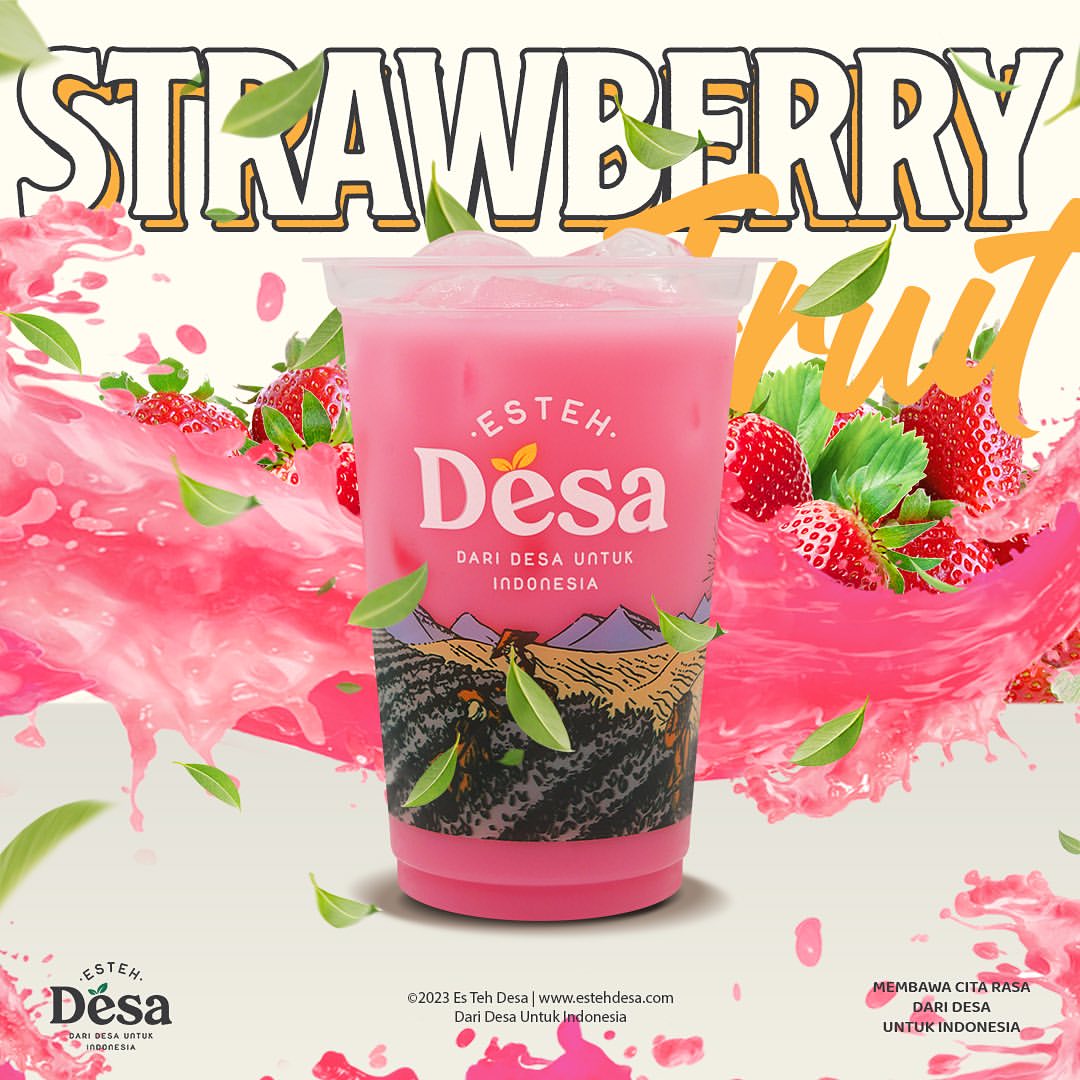 STRAWBERRY
Fruit
·ESTEH·
Desa
DARI DESA UNTUK
INDONESIA
·ESTEH·
Desa
DARI DESA UNTUK
INDONESIA
©2023 Es Teh Desa | www.estehdesa.com
Dari Desa Untuk Indonesia
MEMBAWA CITA RASA
DARI DESA
UNTUK INDONESIA